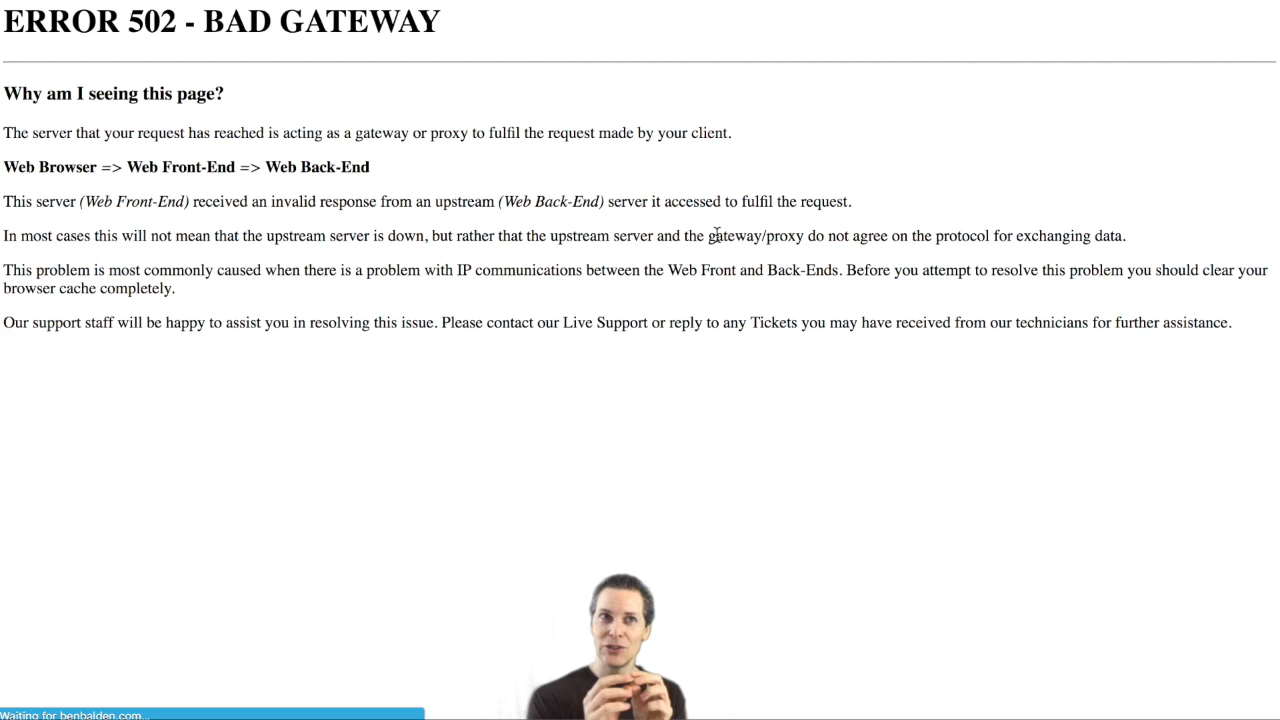 ERROR 502 - BAD GATEWAY
Why am I seeing this page?
The server that your request has reached is acting as a gateway or proxy to fulfil the request made by your client.
Web Browser => Web Front-End => Web Back-End
This server (Web Front-End) received an invalid response from an upstream (Web Back-End) server it accessed to fulfil the request.
In most cases this will not mean that the upstream server is down, but rather that the upstream server and the gateway/proxy do not agree on the protocol for exchanging data.
This problem is most commonly caused when there is a problem with IP communications between the Web Front and Back-Ends. Before you attempt to resolve this problem you should clear your
browser cache completely.
Our support staff will be happy to assist you in resolving this issue. Please contact our Live Support or reply to any Tickets you may have received from our technicians for further assistance.
Waiting for benbalden.com...